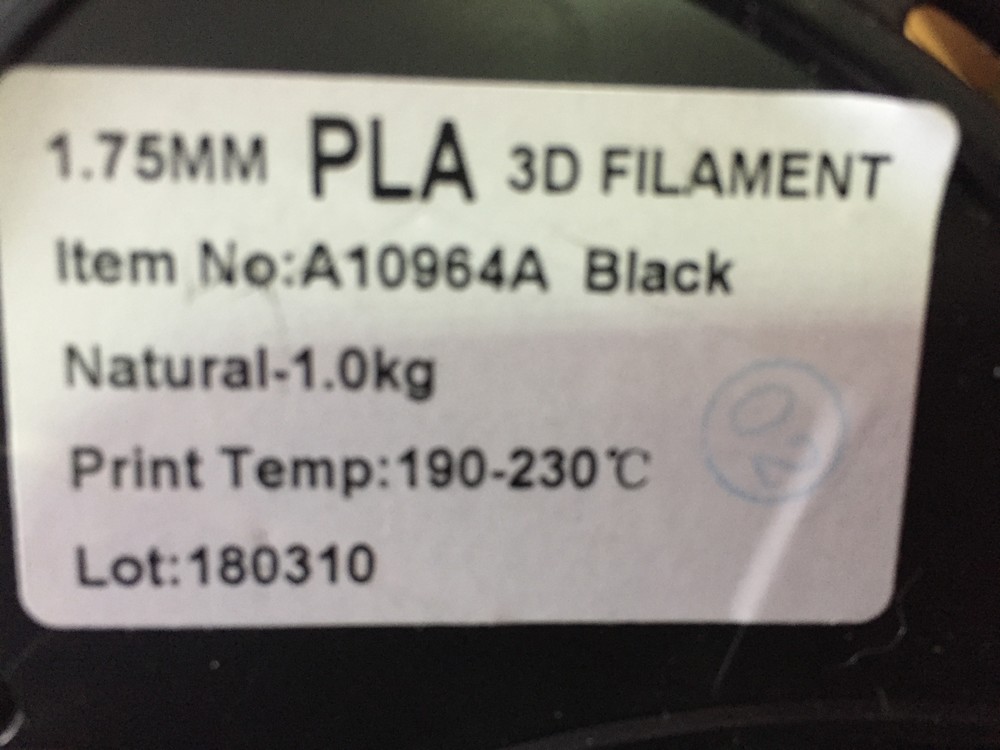 1.75MM PLA 3D FILAMENT
Item No:A10964A Black
Natural-1.0kg
Print Temp:190-230℃
Lot:180310